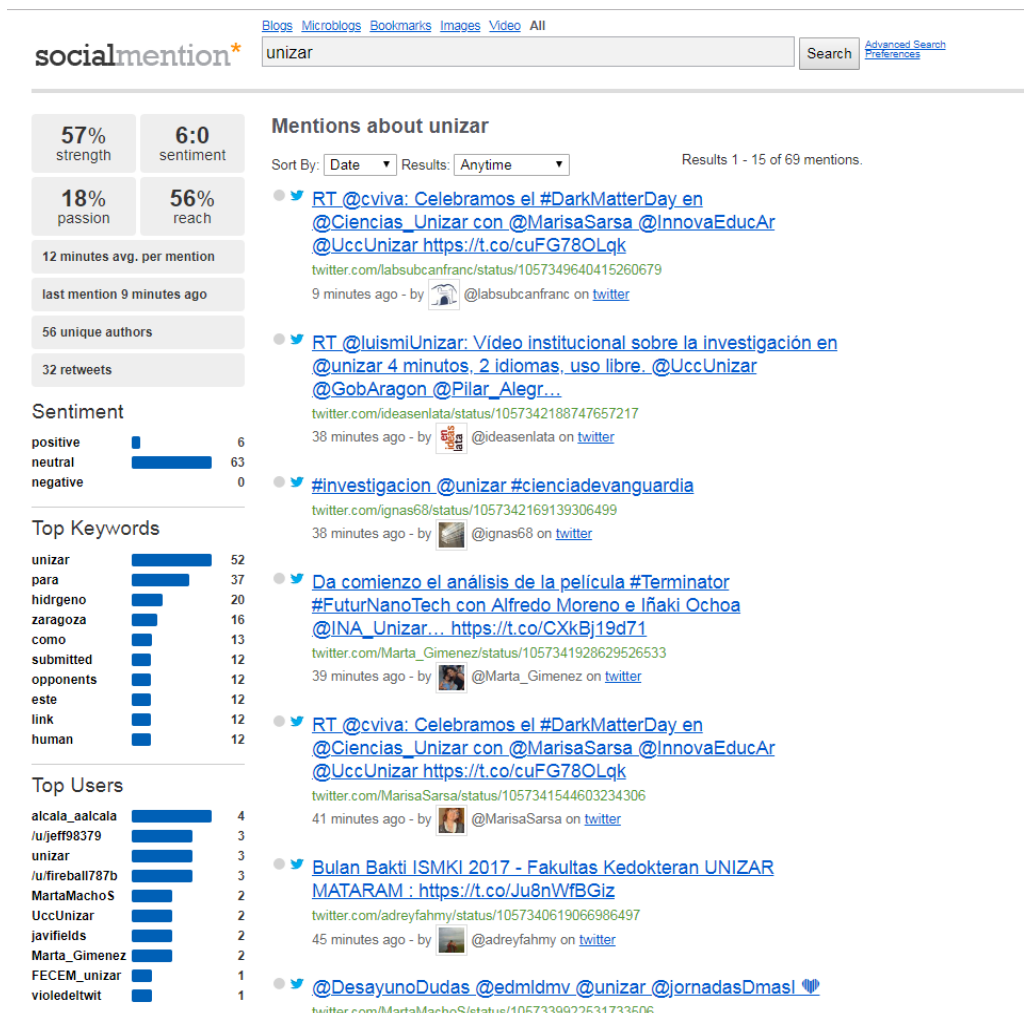 Blogs Microblogs Bookmarks Images Video All
socialmention*
unizar
Search
Advanced Search
Preferences
57%
strength
6:0
sentiment
18%
passion
56%
reach
12 minutes avg. per mention
last mention 9 minutes ago
56 unique authors
32 retweets
Sentiment
positive 6
neutral 63
negative 0
Top Keywords
unizar 52
para 37
hidrgeno 20
zaragoza 16
como 13
submitted 12
opponents 12
este 12
link 12
human 12
Top Users
alcala_aalcala 4
/u/jeff98379 3
unizar 3
/u/fireball787b 3
MartaMachoS 2
UccUnizar 2
javifields 2
Marta_Gimenez 2
FECEM_unizar 1
violedeltwit 1
Mentions about unizar
Sort By: Date Results: Anytime
Results 1 - 15 of 69 mentions.
RT @cviva: Celebramos el #DarkMatterDay en
@Ciencias_Unizar con @MarisaSarsa @InnovaEducAr
@UccUnizar https://t.co/cuFG78OLqk
twitter.com/labsubcanfranc/status/1057349640415260679
9 minutes ago - by @labsubcanfranc on twitter
RT @luismiUnizar: Vídeo institucional sobre la investigación en
@unizar 4 minutos, 2 idiomas, uso libre. @UccUnizar
@GobAragon @Pilar_Alegr…
twitter.com/ideasenlata/status/1057342188747657217
38 minutes ago - by en ideas lata @ideasenlata on twitter
#investigacion @unizar #cienciadevanguardia
twitter.com/ignas68/status/1057342169139306499
38 minutes ago - by @ignas68 on twitter
Da comienzo el análisis de la película #Terminator
#FuturNanoTech con Alfredo Moreno e Iñaki Ochoa
@INA_Unizar… https://t.co/CXkBj19d71
twitter.com/Marta_Gimenez/status/1057341928629526533
39 minutes ago - by @Marta_Gimenez on twitter
RT @cviva: Celebramos el #DarkMatterDay en
@Ciencias_Unizar con @MarisaSarsa @InnovaEducAr
@UccUnizar https://t.co/cuFG78OLqk
twitter.com/MarisaSarsa/status/1057341544603234306
41 minutes ago - by @MarisaSarsa on twitter
Bulan Bakti ISMKI 2017 - Fakultas Kedokteran UNIZAR
MATARAM : https://t.co/Ju8nWfBGiz
twitter.com/adreyfahmy/status/1057340619066986497
45 minutes ago - by @adreyfahmy on twitter
@DesayunoDudas @edmldmv @unizar @jornadasDmasI 💙
twitter.com/MartaMachoS/status/1057339922531733506